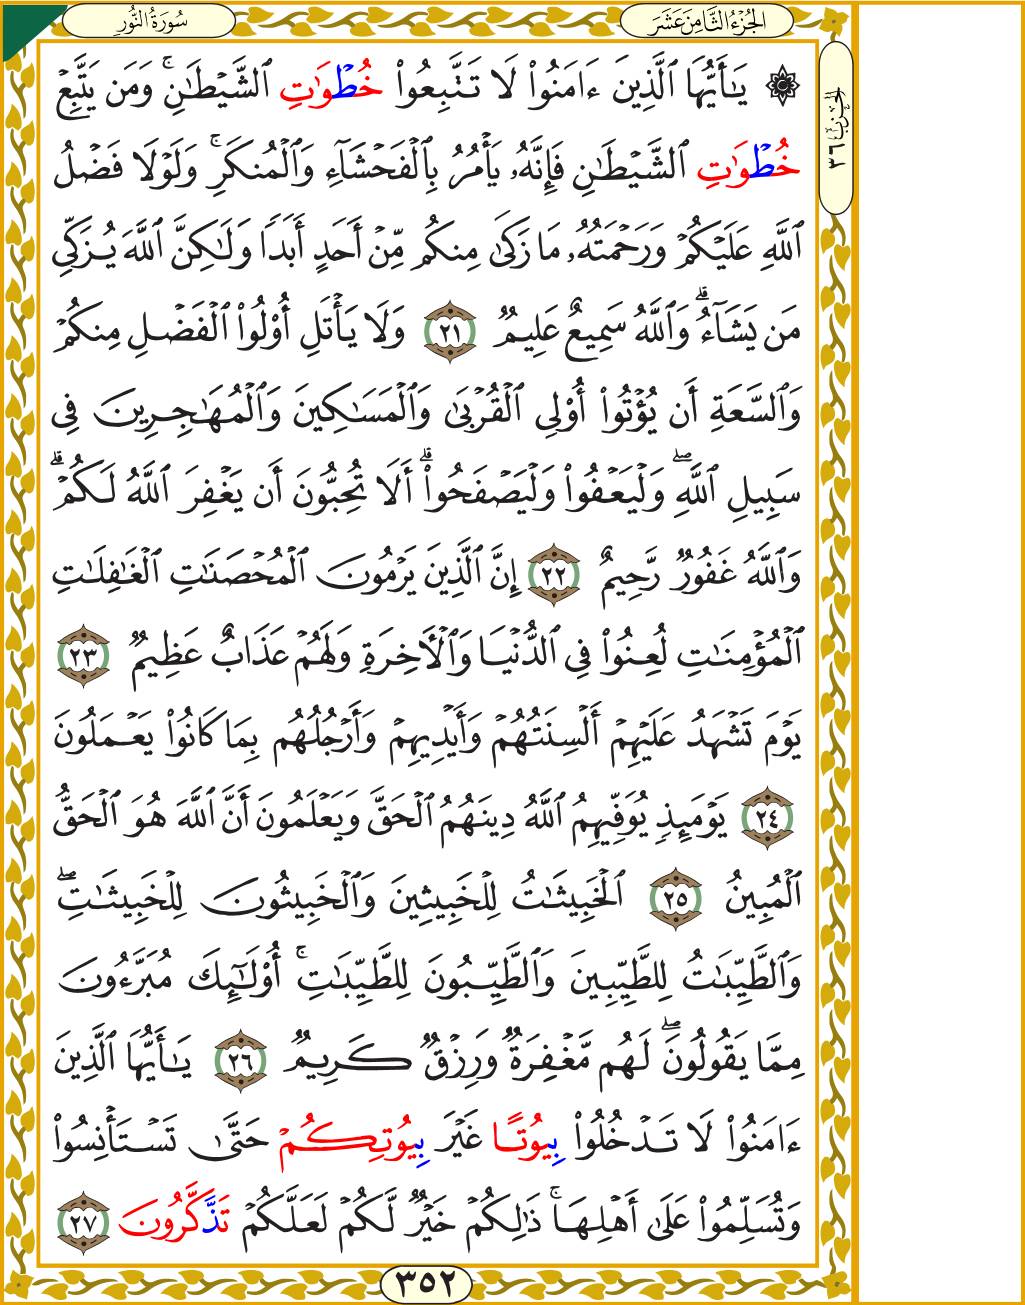 سُورَةُ النُّورِ
الجُزْءُ الثَّامِنَ عَشَرَ
الحزب ٣٦
۞ يَٰٓأَيُّهَا ٱلَّذِينَ ءَامَنُواْ لَا تَتَّبِعُواْ خُطْوَٰتِ ٱلشَّيْطَٰنِۚ وَمَن يَتَّبِعْ
خُطْوَٰتِ ٱلشَّيْطَٰنِ فَإِنَّهُۥ يَأْمُرُ بِٱلْفَحْشَآءِ وَٱلْمُنكَرِۚ وَلَوْلَا فَضْلُ
ٱللَّهِ عَلَيْكُمْ وَرَحْمَتُهُۥ مَا زَكَىٰ مِنكُم مِّنْ أَحَدٍ أَبَدًا وَلَٰكِنَّ ٱللَّهَ يُزَكِّي
مَن يَشَآءُۗ وَٱللَّهُ سَمِيعٌ عَلِيمٌ ٢١ وَلَا يَأْتَلِ أُوْلُواْ ٱلْفَضْلِ مِنكُمْ
وَٱلسَّعَةِ أَن يُؤْتُوٓاْ أُوْلِي ٱلْقُرْبَىٰ وَٱلْمَسَٰكِينَ وَٱلْمُهَٰجِرِينَ فِي
سَبِيلِ ٱللَّهِۖ وَلْيَعْفُواْ وَلْيَصْفَحُوٓاْۗ أَلَا تُحِبُّونَ أَن يَغْفِرَ ٱللَّهُ لَكُمْۗ
وَٱللَّهُ غَفُورٌ رَّحِيمٌ ٢٢ إِنَّ ٱلَّذِينَ يَرْمُونَ ٱلْمُحْصَنَٰتِ ٱلْغَٰفِلَٰتِ
ٱلْمُؤْمِنَٰتِ لُعِنُواْ فِي ٱلدُّنْيَا وَٱلْأٓخِرَةِ وَلَهُمْ عَذَابٌ عَظِيمٌ ٢٣
يَوْمَ تَشْهَدُ عَلَيْهِمْ أَلْسِنَتُهُمْ وَأَيْدِيهِمْ وَأَرْجُلُهُم بِمَا كَانُواْ يَعْمَلُونَ
٢٤ يَوْمَئِذٍ يُوَفِّيهِمُ ٱللَّهُ دِينَهُمُ ٱلْحَقَّ وَيَعْلَمُونَ أَنَّ ٱللَّهَ هُوَ ٱلْحَقُّ
ٱلْمُبِينُ ٢٥ ٱلْخَبِيثَٰتُ لِلْخَبِيثِينَ وَٱلْخَبِيثُونَ لِلْخَبِيثَٰتِۖ
وَٱلطَّيِّبَٰتُ لِلطَّيِّبِينَ وَٱلطَّيِّبُونَ لِلطَّيِّبَٰتِۚ أُوْلَٰٓئِكَ مُبَرَّءُونَ
مِمَّا يَقُولُونَۖ لَهُم مَّغْفِرَةٌ وَرِزْقٌ كَرِيمٌ ٢٦ يَٰٓأَيُّهَا ٱلَّذِينَ
ءَامَنُواْ لَا تَدْخُلُواْ بِيُوتًا غَيْرَ بِيُوتِكُمْ حَتَّىٰ تَسْتَأْنِسُواْ
وَتُسَلِّمُواْ عَلَىٰٓ أَهْلِهَاۚ ذَٰلِكُمْ خَيْرٌ لَّكُمْ لَعَلَّكُمْ تَذَّكَّرُونَ ٢٧
٣٥٢